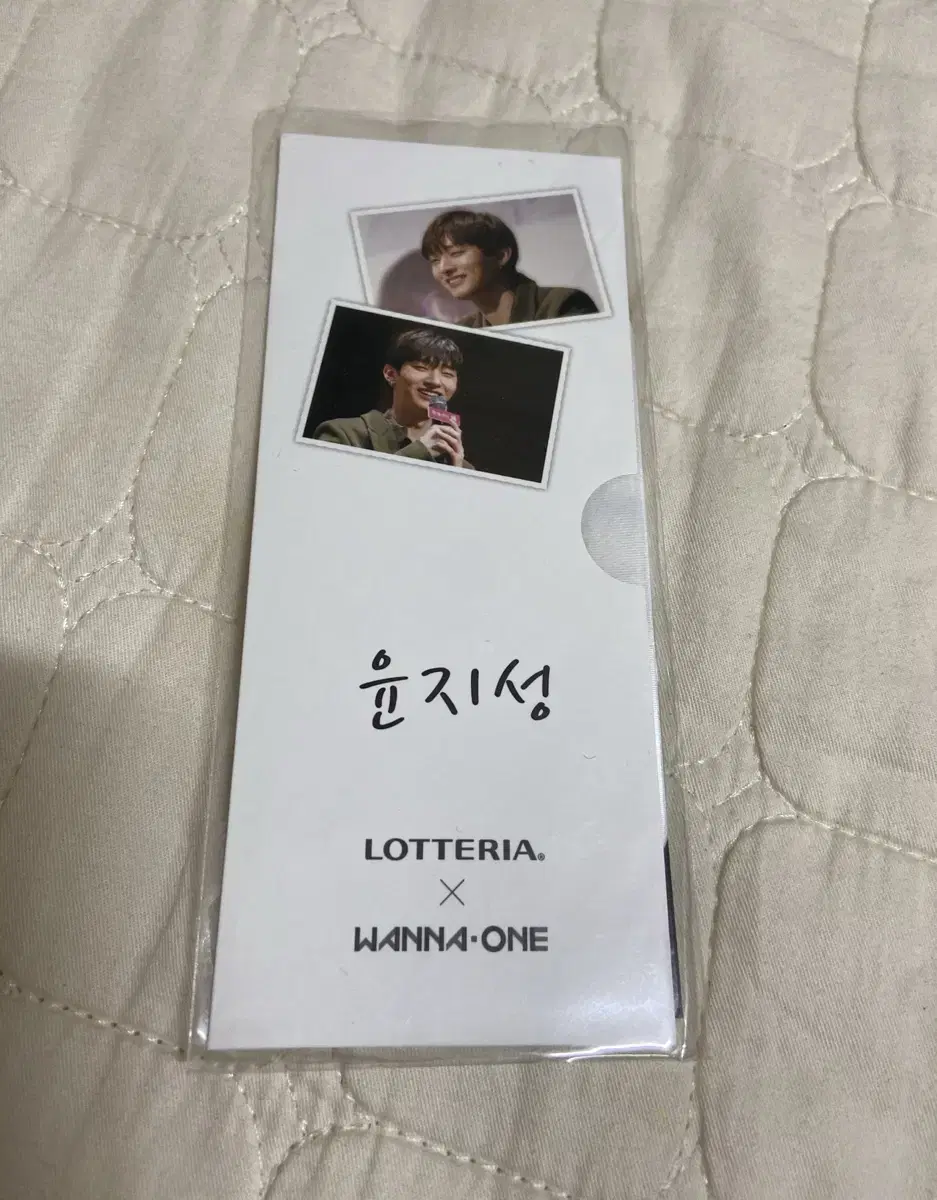 윤지성
LOTTERIA®
×
WANNA·ONE